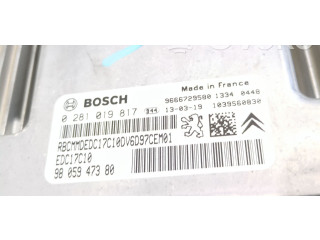 Made in France
BOSCH 9666729580 1334 0448
0 281 019 817 13-03-19 1039S60830
RBCMMDEDC17C10DV6D97CEM01
EDC17C10
98 059 473 80